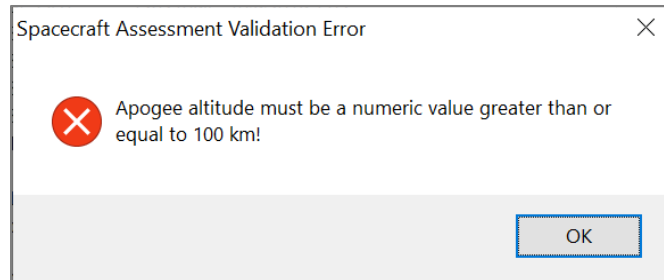 Spacecraft Assessment Validation Error
Apogee altitude must be a numeric value greater than or
equal to 100 km!
OK